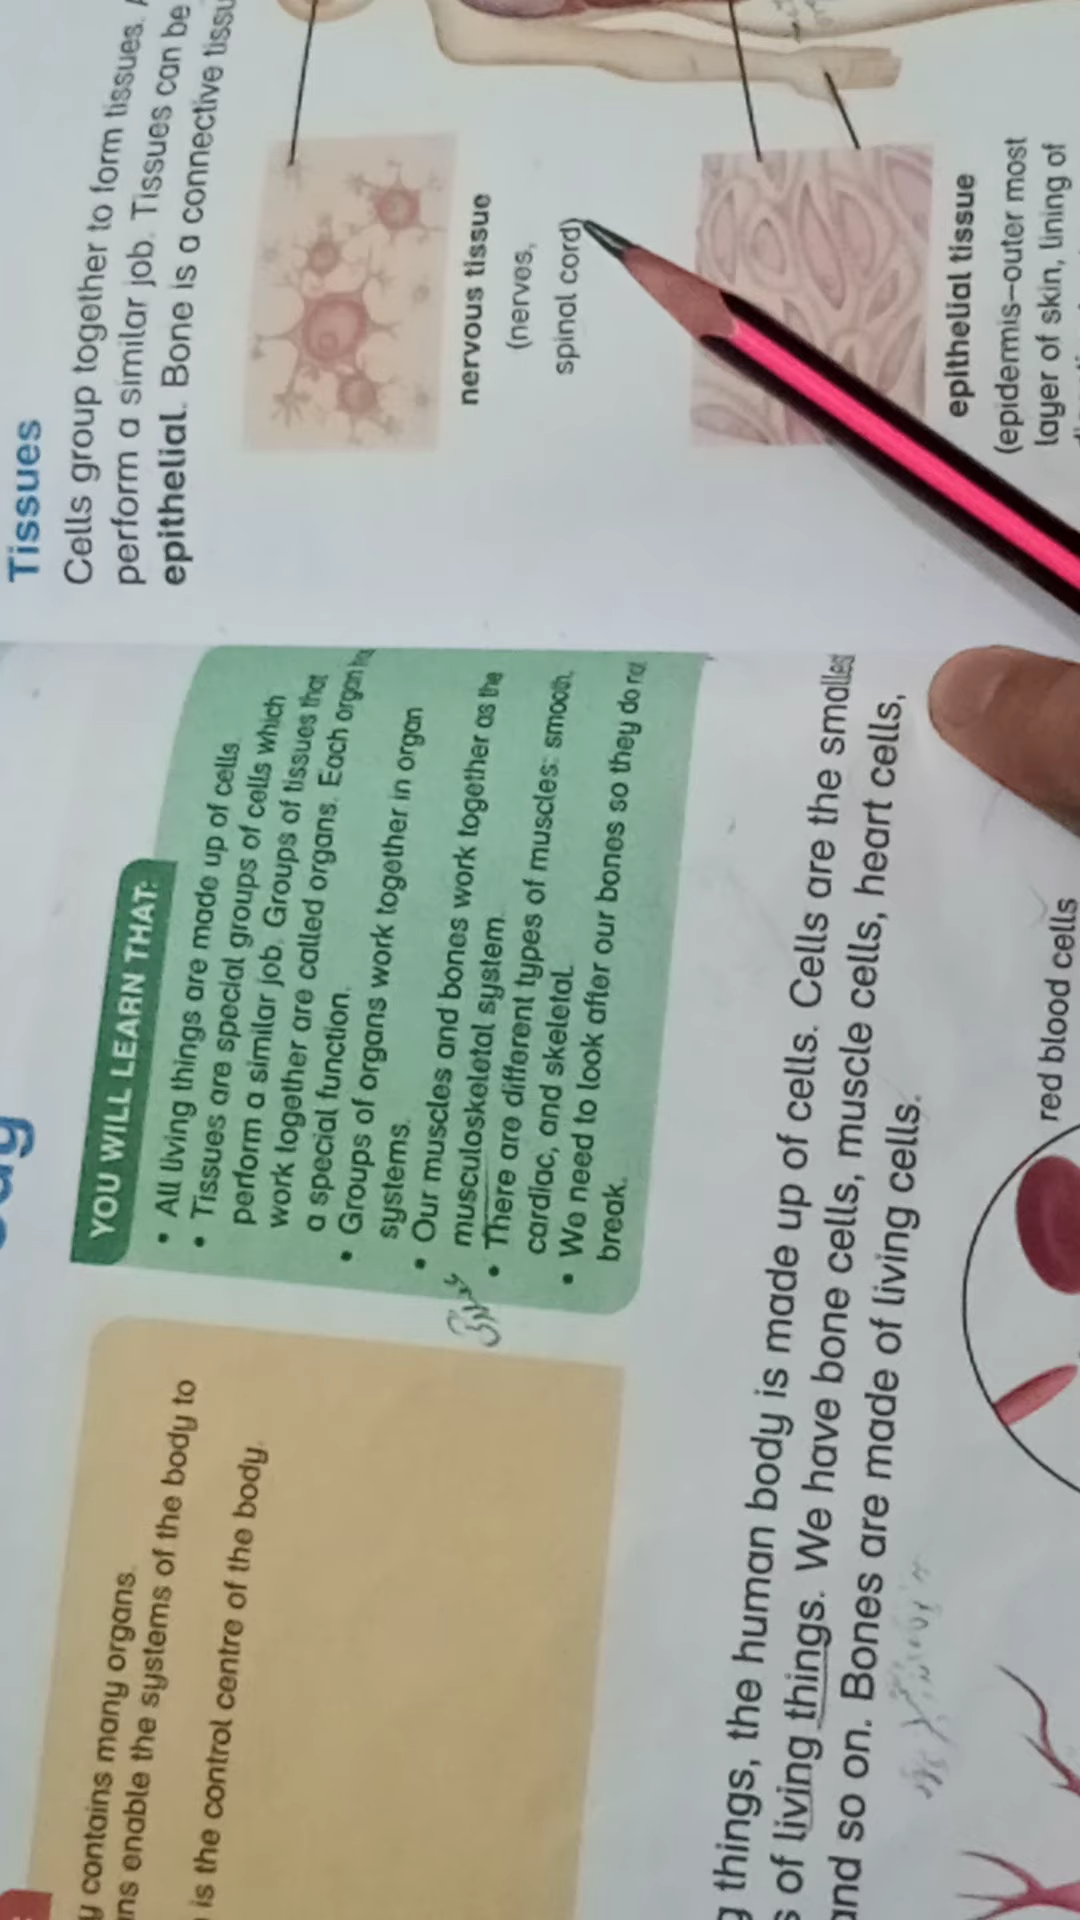 contains many organs.
enable the systems of the body to
is the control centre of the body.
YOU WILL LEARN THAT:
• All living things are made up of cells.
• Tissues are special groups of cells which
perform a similar job. Groups of tissues that
work together are called organs. Each organ
a special function.
• Groups of organs work together in organ
systems.
• Our muscles and bones work together as the
musculoskeletal system.
• There are different types of muscles: smooth,
cardiac, and skeletal.
• We need to look after our bones so they do not
break.
things, the human body is made up of cells. Cells are the smallest
of living things. We have bone cells, muscle cells, heart cells,
and so on. Bones are made of living cells.
red blood cells
Tissues
Cells group together to form tissues.
perform a similar job. Tissues can be
epithelial. Bone is a connective
nervous tissue
(nerves,
spinal cord)
epithelial tissue
(epidermis–outer most
layer of skin, lining of